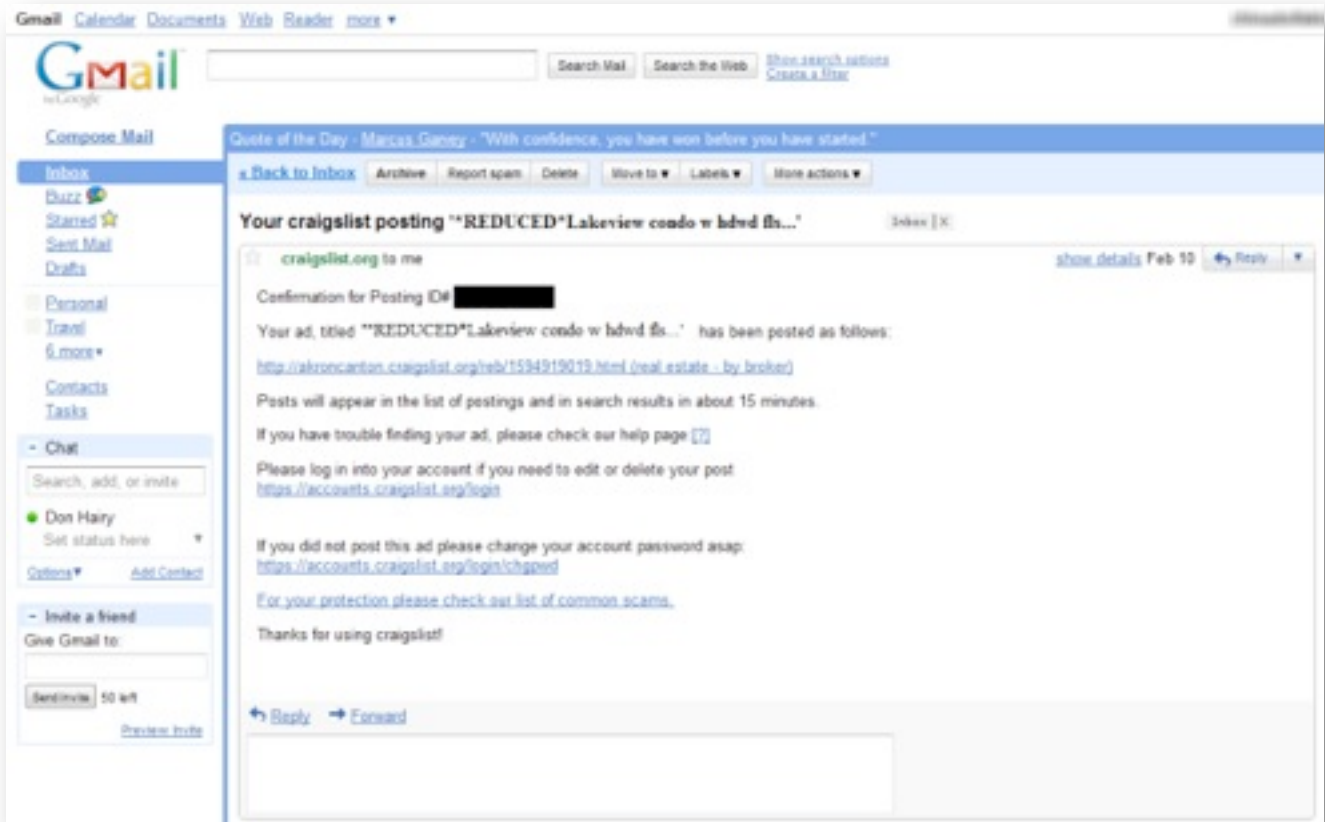 Gmail Calendar Documents Web Reader more ▼
Gmail
by Google
Search Mail Search the Web Show search options
Create a filter
Compose Mail
Inbox
Buzz
Starred
Sent Mail
Drafts
Personal
Travel
6 more▼
Contacts
Tasks
- Chat
Search, add, or invite
Don Hairy
Set status here
Options▼ Add Contact
- Invite a friend
Give Gmail to:
Send Invite 50 left
Preview Invite
Quote of the Day - Marcus Garvey - "With confidence, you have won before you have started."
« Back to Inbox Archive Report spam Delete Move to ▼ Labels ▼ More actions ▼
Your craigslist posting "*REDUCED*Lakeview condo w hdwd fls...' Inbox | X
craigslist.org to me show details Feb 10 Reply
Confirmation for Posting ID#
Your ad, titled "*REDUCED*Lakeview condo w hdwd fls...' has been posted as follows:
http://akroncanton.craigslist.org/reb/1594919019.html (real estate - by broker)
Posts will appear in the list of postings and in search results in about 15 minutes.
If you have trouble finding your ad, please check our help page [?]
Please log in into your account if you need to edit or delete your post
https://accounts.craigslist.org/login
If you did not post this ad please change your account password asap:
https://accounts.craigslist.org/login/chgpwd
For your protection please check our list of common scams.
Thanks for using craigslist!
Reply Forward